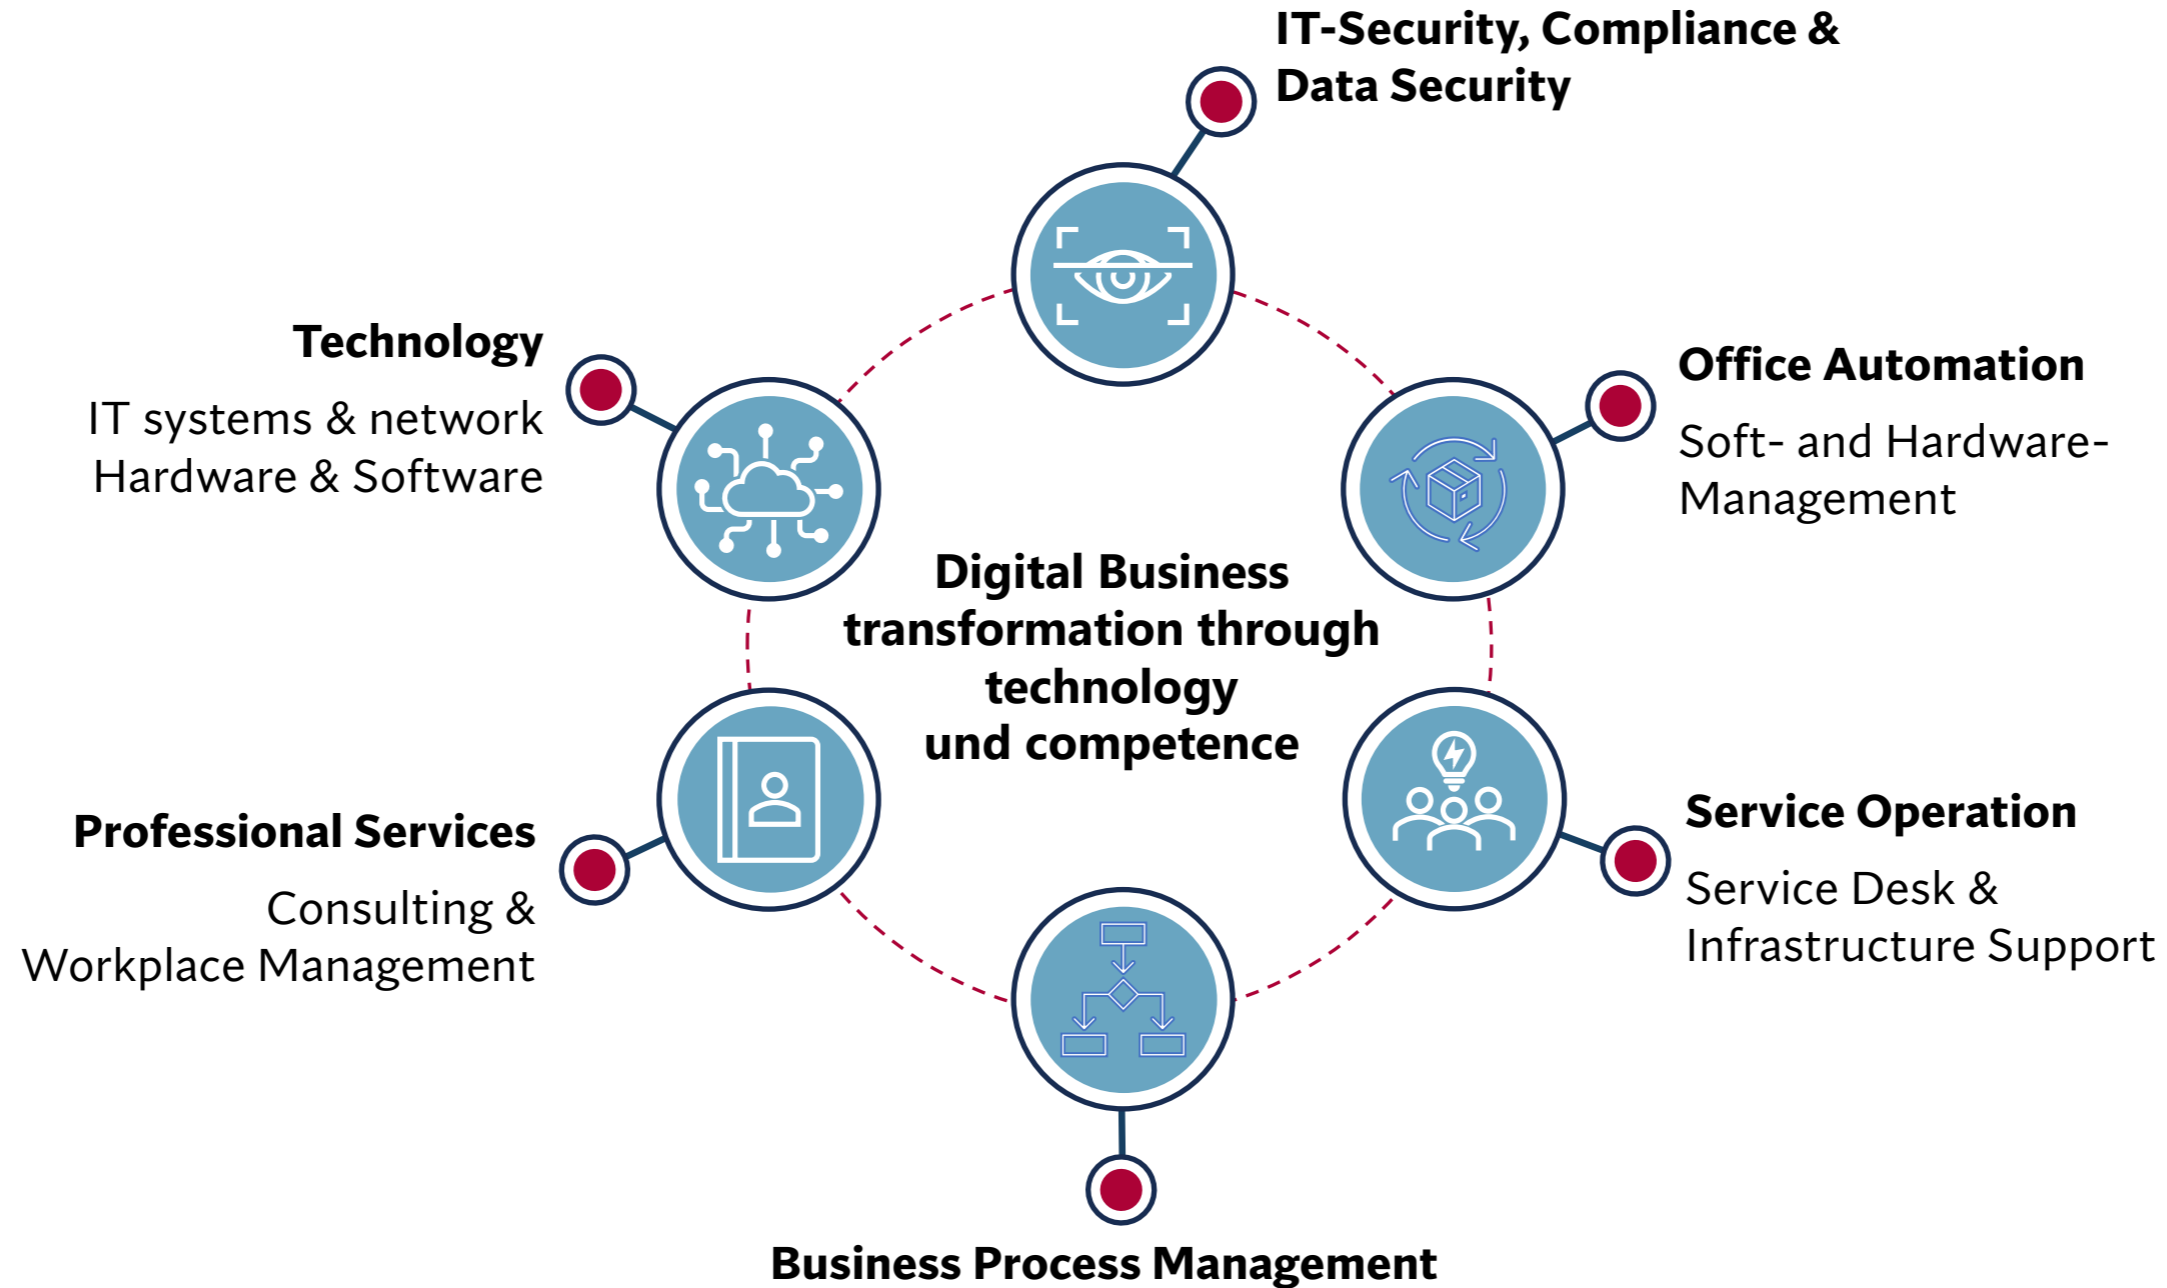 IT-Security, Compliance &
Data Security
Technology
IT systems & network
Hardware & Software
Office Automation
Soft- and Hardware-
Management
Digital Business
transformation through
technology
und competence
Professional Services
Consulting &
Workplace Management
Service Operation
Service Desk &
Infrastructure Support
Business Process Management